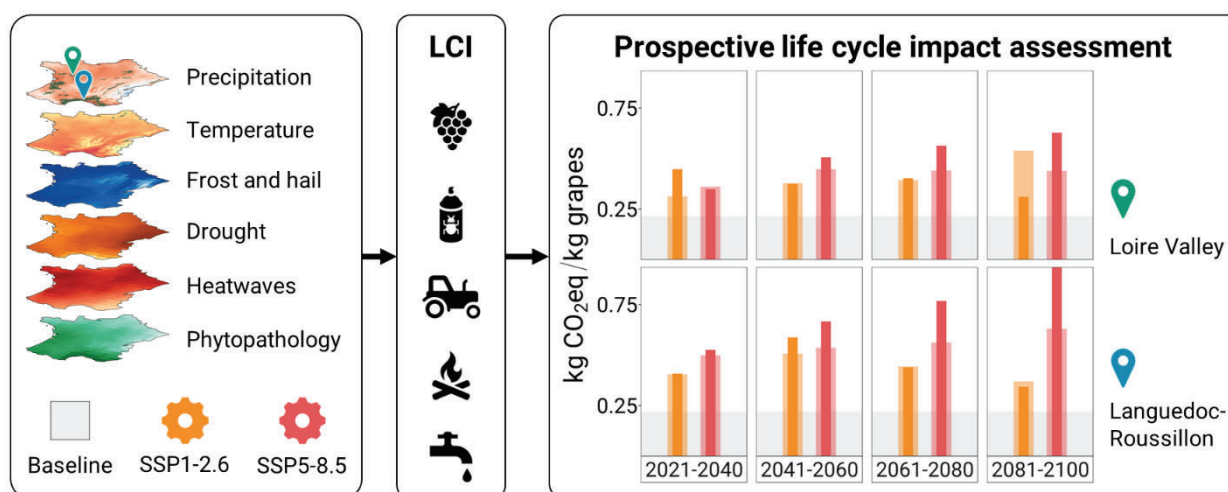 Precipitation
Temperature
Frost and hail
Drought
Heatwaves
Phytopathology
Baseline
SSP1-2.6
SSP5-8.5
LCI
Prospective life cycle impact assessment
kg CO₂eq/kg grapes
0.75
0.25
0.75
0.25
2021-2040
2041-2060
2061-2080
2081-2100
Loire Valley
Languedoc-
Roussillon